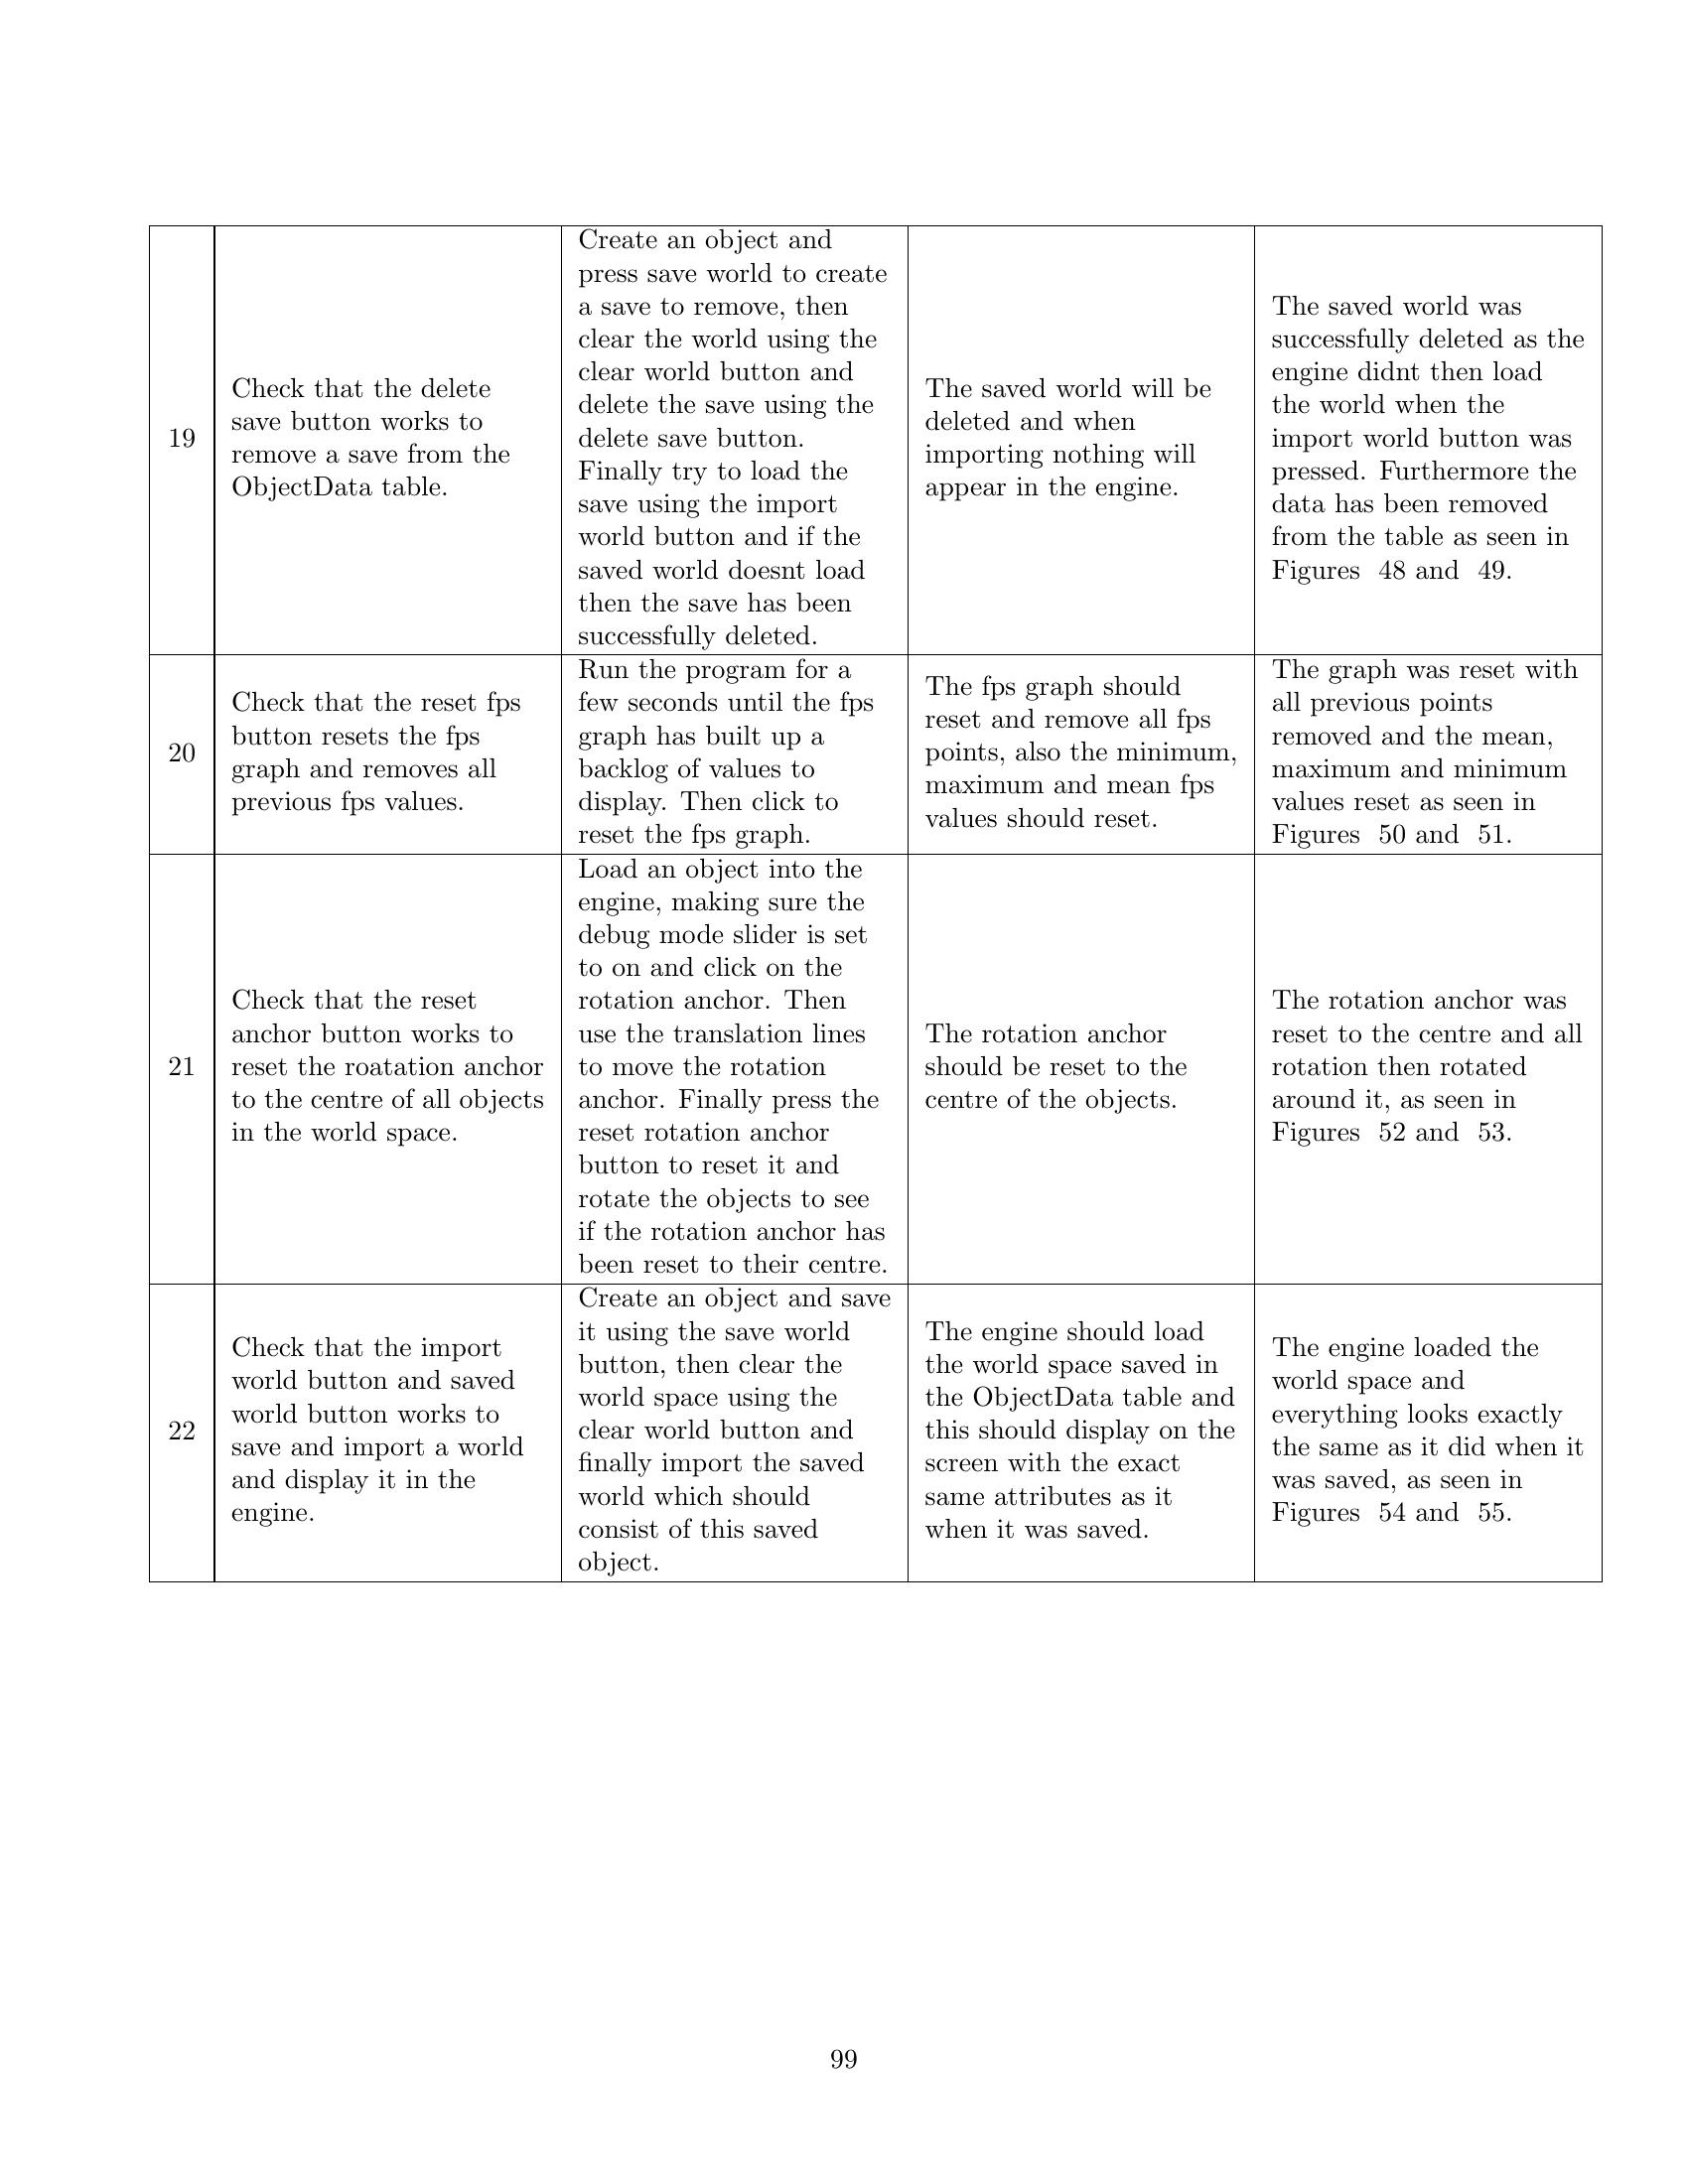 19
Check that the delete
save button works to
remove a save from the
ObjectData table.
Create an object and
press save world to create
a save to remove, then
clear the world using the
clear world button and
delete the save using the
delete save button.
Finally try to load the
save using the import
world button and if the
saved world doesnt load
then the save has been
successfully deleted.
The saved world will be
deleted and when
importing nothing will
appear in the engine.
The saved world was
successfully deleted as the
engine didnt then load
the world when the
import world button was
pressed. Furthermore the
data has been removed
from the table as seen in
Figures 48 and 49.
20
Check that the reset fps
button resets the fps
graph and removes all
previous fps values.
Run the program for a
few seconds until the fps
graph has built up a
backlog of values to
display. Then click to
reset the fps graph.
The fps graph should
reset and remove all fps
points, also the minimum,
maximum and mean fps
values should reset.
The graph was reset with
all previous points
removed and the mean,
maximum and minimum
values reset as seen in
Figures 50 and 51.
21
Check that the reset
anchor button works to
reset the roatation anchor
to the centre of all objects
in the world space.
Load an object into the
engine, making sure the
debug mode slider is set
to on and click on the
rotation anchor. Then
use the translation lines
to move the rotation
anchor. Finally press the
reset rotation anchor
button to reset it and
rotate the objects to see
if the rotation anchor has
been reset to their centre.
The rotation anchor
should be reset to the
centre of the objects.
The rotation anchor was
reset to the centre and all
rotation then rotated
around it, as seen in
Figures 52 and 53.
22
Check that the import
world button and saved
world button works to
save and import a world
and display it in the
engine.
Create an object and save
it using the save world
button, then clear the
world space using the
clear world button and
finally import the saved
world which should
consist of this saved
object.
The engine should load
the world space saved in
the ObjectData table and
this should display on the
screen with the exact
same attributes as it
when it was saved.
The engine loaded the
world space and
everything looks exactly
the same as it did when it
was saved, as seen in
Figures 54 and 55.
99